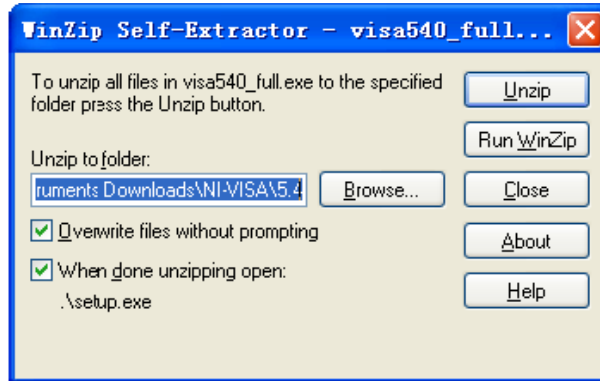 WinZip Self-Extractor - visa540_full...
To unzip all files in visa540_full.exe to the specified
folder press the Unzip button.
Unzip to folder:
ruments Downloads\NI-VISA\5.4
Browse...
Overwrite files without prompting
When done unzipping open:
.\setup.exe
Unzip
Run WinZip
Close
About
Help